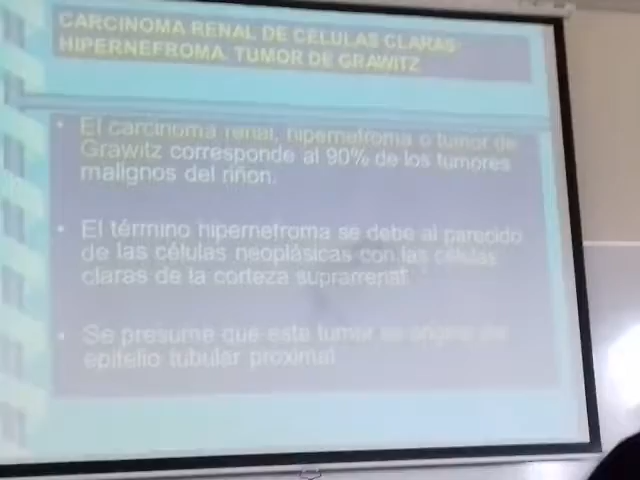 CARCINOMA RENAL DE CELULAS CLARAS
HIPERNEFROMA. TUMOR DE GRAWITZ
• El carcinoma renal, hipernefroma o tumor de
Grawitz corresponde al 90% de los tumores
malignos del riñon.
• El término hipernefroma se debe al parecido
de las células neoplásicas con las células
claras de la corteza suprarrenal.
• Se presume que este tumor se origina del
epitelio tubular proximal